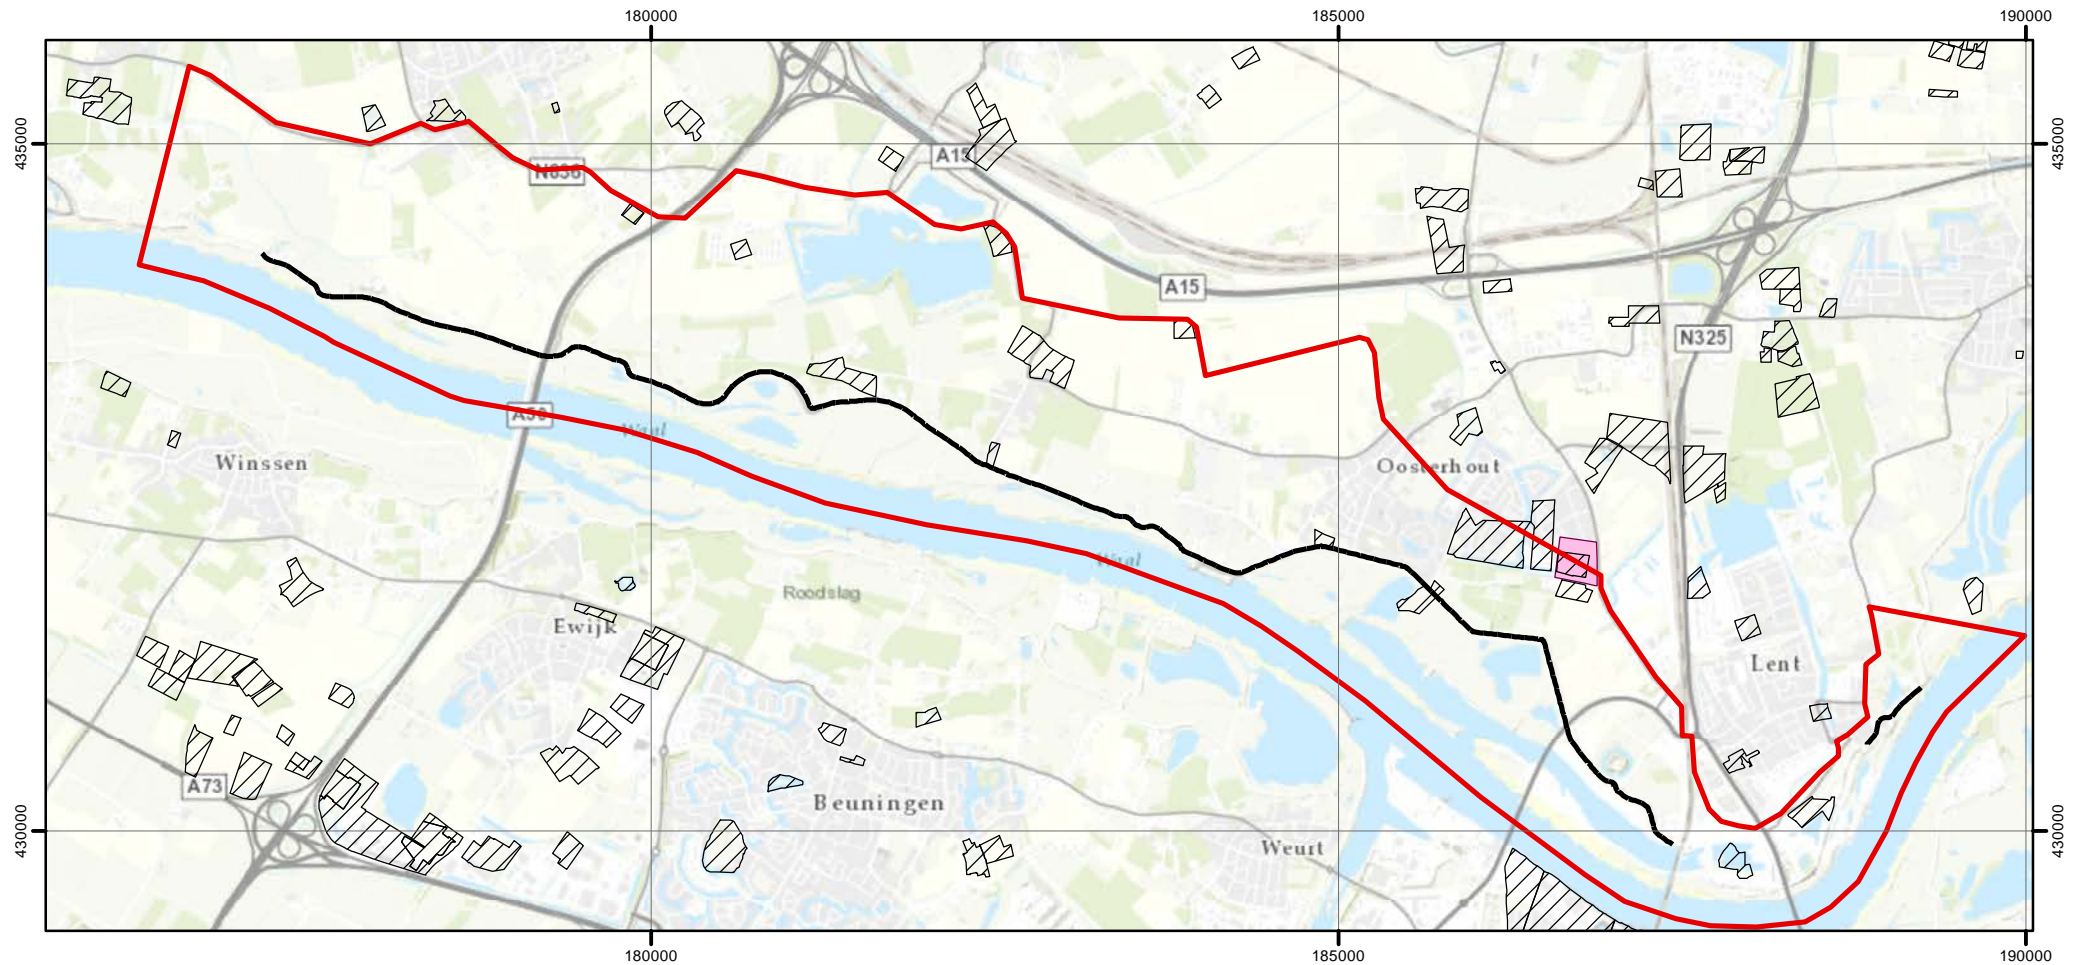 180000
185000
190000
435000
435000
A15
N836
A15
N325
A50
Waal
Winssen
Oosterhout
Waal
Roodslag
Ewijk
Lent
A73
Beuningen
430000
430000
Weurt
180000
185000
190000